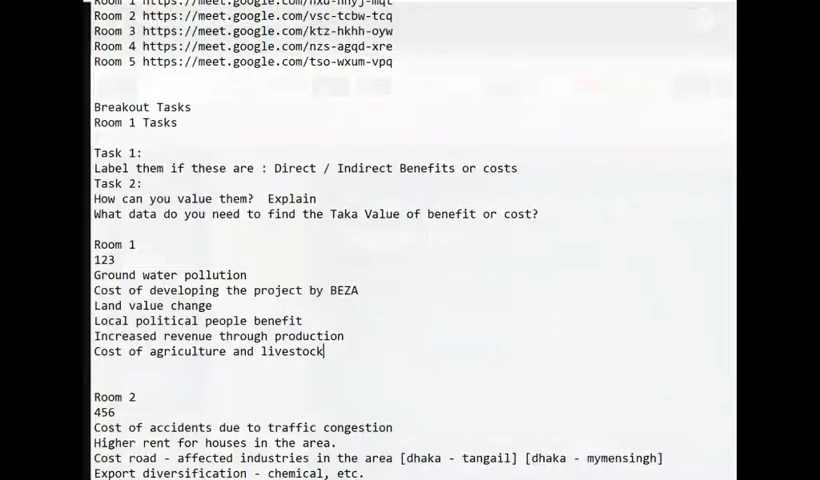 Room 1 https://meet.google.com/
Room 2 https://meet.google.com/vsc-tcbw-tcq
Room 3 https://meet.google.com/ktz-hkhh-oyw
Room 4 https://meet.google.com/nzs-agqd-xre
Room 5 https://meet.google.com/tso-wxum-vpq
Breakout Tasks
Room 1 Tasks
Task 1:
Label them if these are : Direct / Indirect Benefits or costs
Task 2:
How can you value them?  Explain
What data do you need to find the Taka Value of benefit or cost?
Room 1
123
Ground water pollution
Cost of developing the project by BEZA
Land value change
Local political people benefit
Increased revenue through production
Cost of agriculture and livestock
Room 2
456
Cost of accidents due to traffic congestion
Higher rent for houses in the area.
Cost road - affected industries in the area [dhaka - tangail] [dhaka - mymensingh]
Export diversification - chemical, etc.